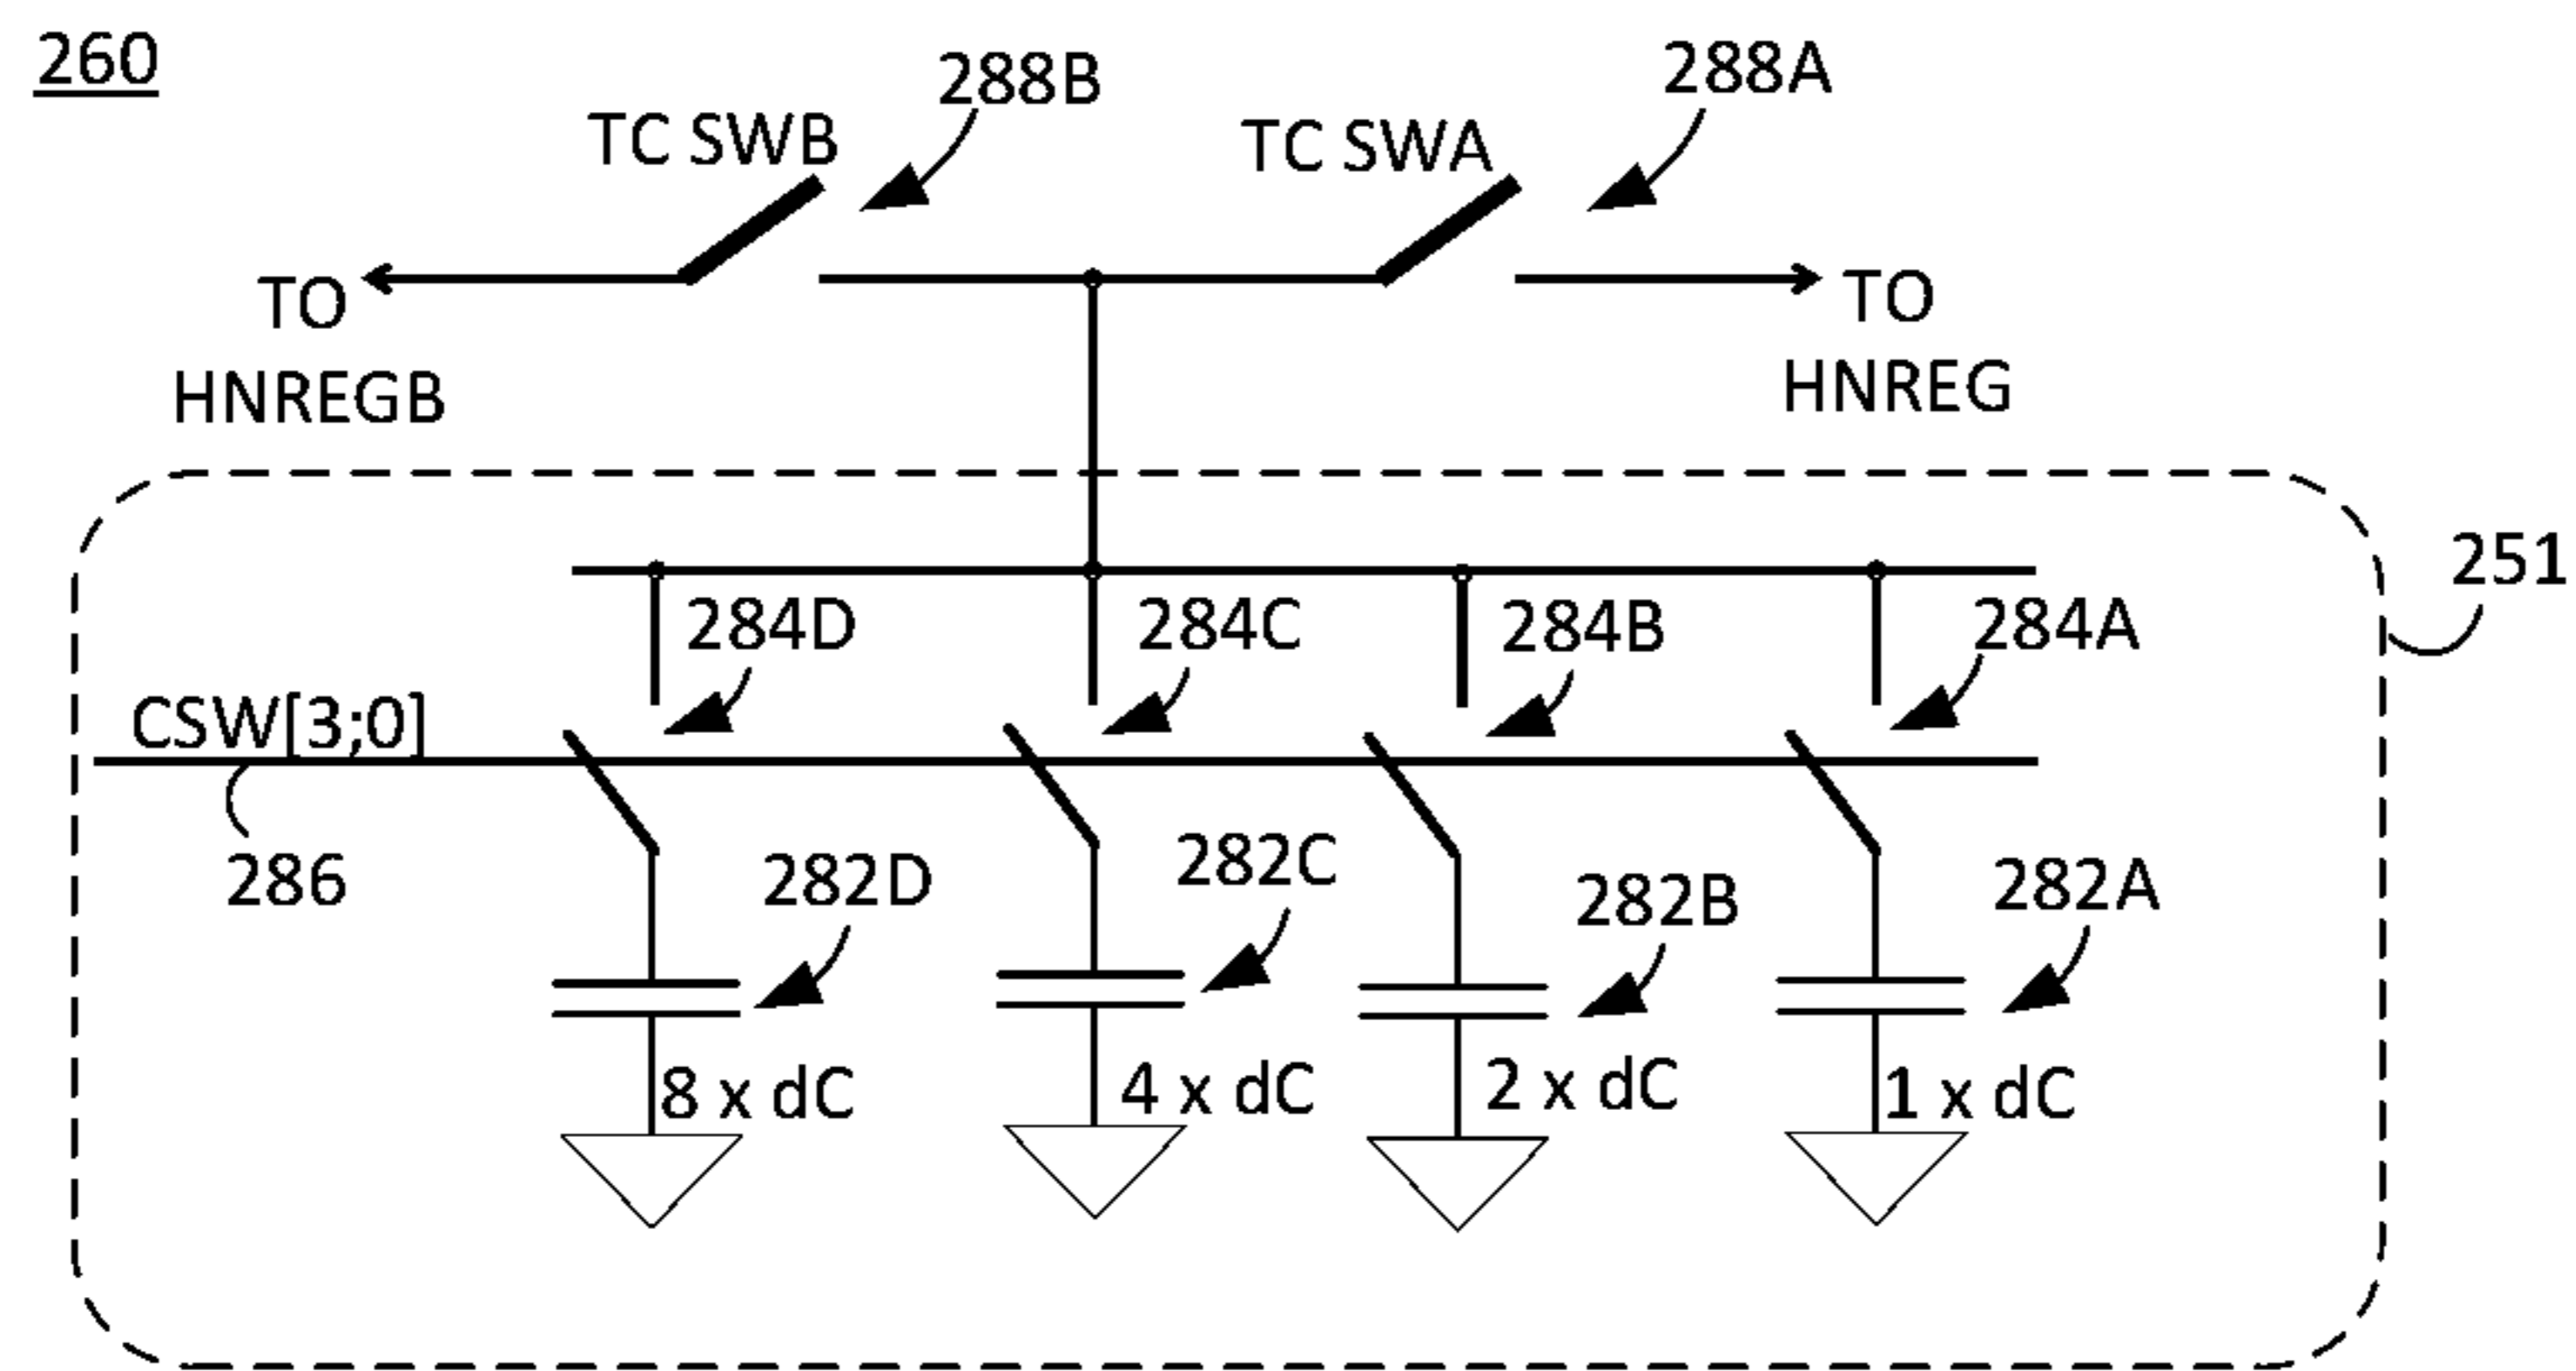 260
288B
288A
TC SWB
TC SWA
TO
HNREGB
TO
HNREG
251
284D
284C
284B
284A
CSW[3;0]
286
282D
282C
282B
282A
8 x dC
4 x dC
2 x dC
1 x dC